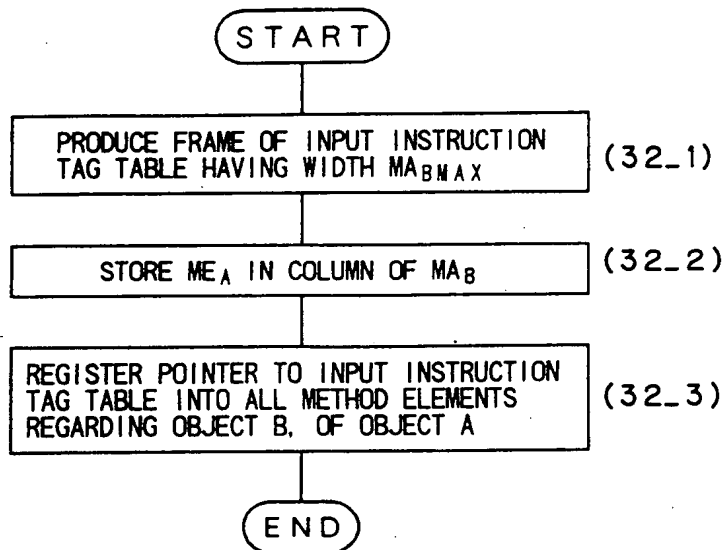 START
PRODUCE FRAME OF INPUT INSTRUCTION
TAG TABLE HAVING WIDTH MABMAX
(32_1)
STORE MEA IN COLUMN OF MAB
(32_2)
REGISTER POINTER TO INPUT INSTRUCTION
TAG TABLE INTO ALL METHOD ELEMENTS
REGARDING OBJECT B, OF OBJECT A
(32_3)
END